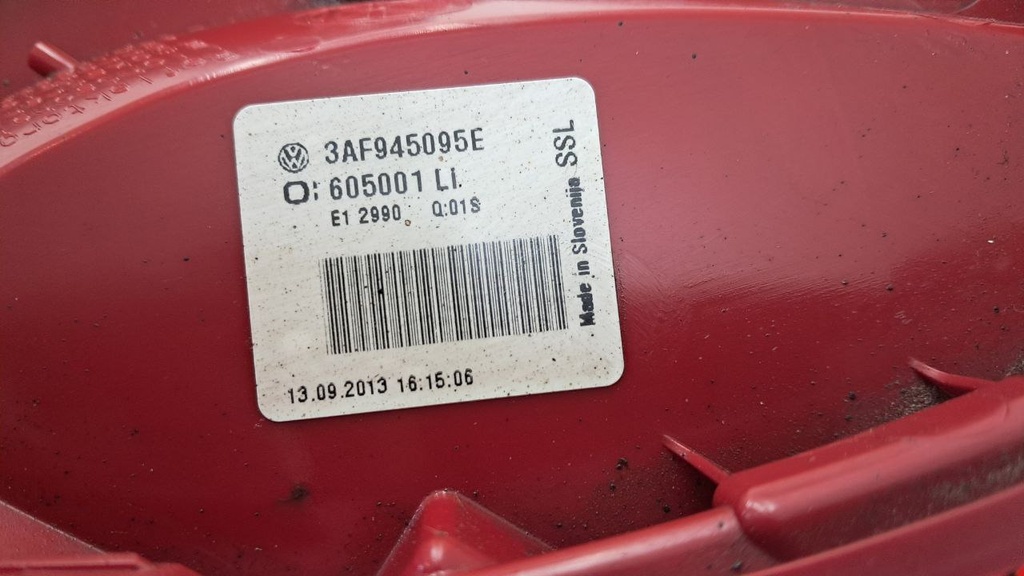 3AF945095E
605001 LI.
E1 2990 Q:01S
13.09.2013 16:15:06
Made in Slovenija SSL